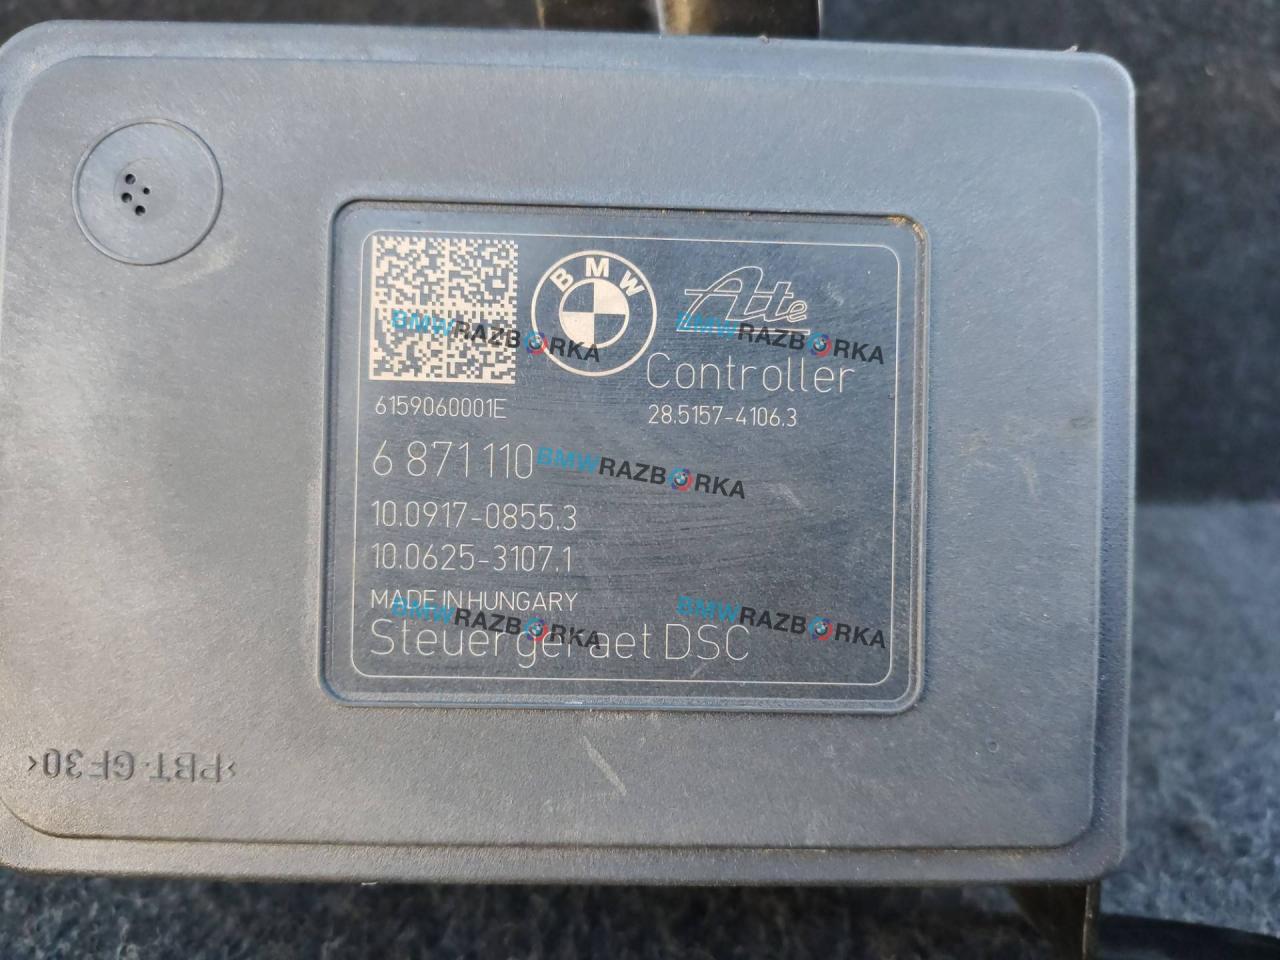 BMW
Ate
BMWRAZBORKA
BMWRAZBORKA
Controller
6159060001E
28.5157-4106.3
6 871 110
BMWRAZBORKA
10.0917-0855.3
10.0625-3107.1
MADE IN HUNGARY
BMWRAZBORKA
BMWRAZBORKA
Steuergeraet DSC
>PBT-GF30<